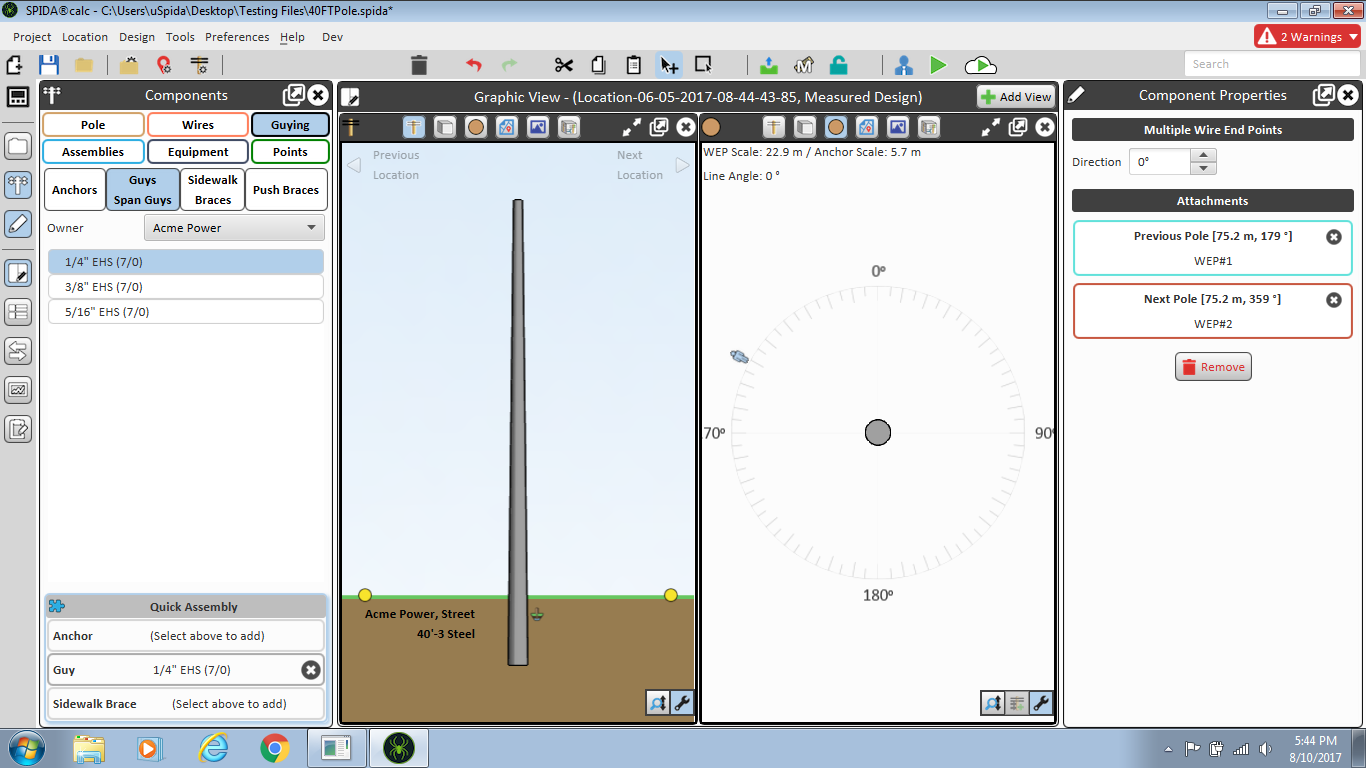 SPIDA®calc - C:\Users\uSpida\Desktop\Testing Files\40FTPole.spida*
Project Location Design Tools Preferences Help Dev
2 Warnings
Search
Components
Pole Wires Guying
Assemblies Equipment Points
Anchors Guys Span Guys Sidewalk Braces Push Braces
Owner Acme Power
1/4" EHS (7/0)
3/8" EHS (7/0)
5/16" EHS (7/0)
Quick Assembly
Anchor (Select above to add)
Guy 1/4" EHS (7/0)
Sidewalk Brace (Select above to add)
Graphic View - (Location-06-05-2017-08-44-43-85, Measured Design)
Add View
Previous Location
Next Location
Acme Power, Street
40'-3 Steel
WEP Scale: 22.9 m / Anchor Scale: 5.7 m
Line Angle: 0 °
0º
70º
90º
180º
Component Properties
Multiple Wire End Points
Direction 0°
Attachments
Previous Pole [75.2 m, 179 °]
WEP#1
Next Pole [75.2 m, 359 °]
WEP#2
Remove
5:44 PM
8/10/2017